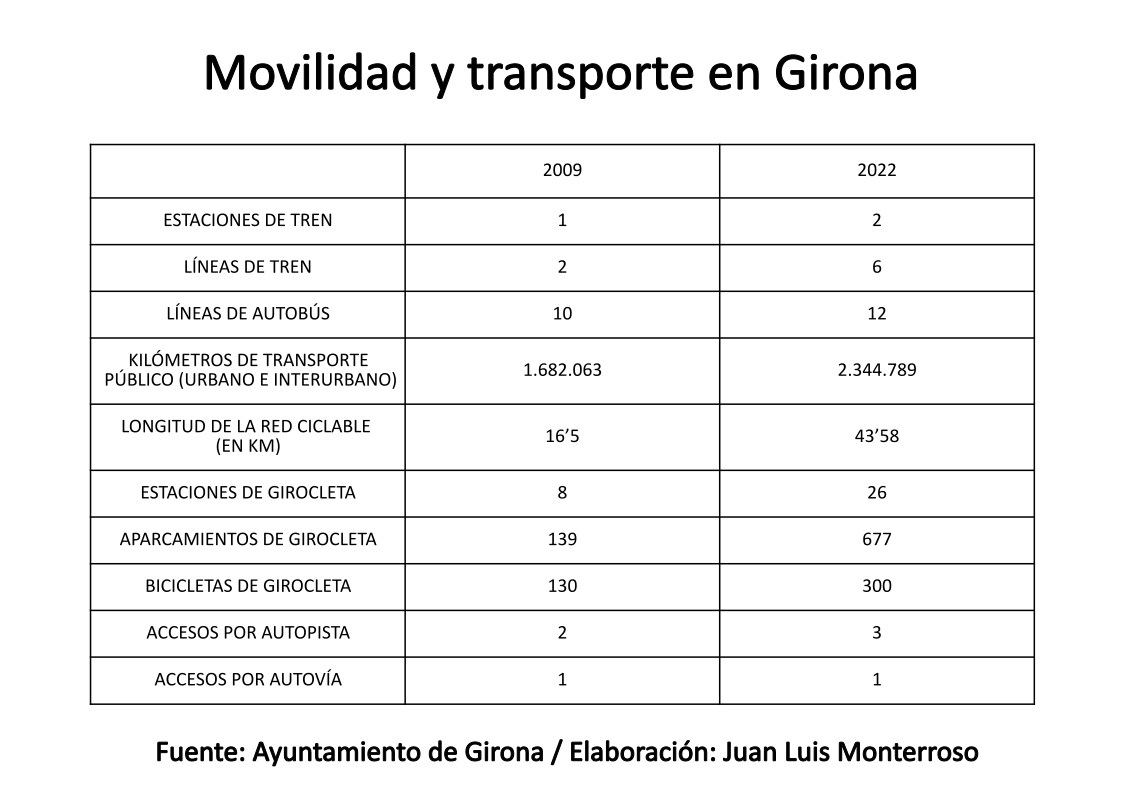 Movilidad y transporte en Girona
2009 2022
ESTACIONES DE TREN 1 2
LÍNEAS DE TREN 2 6
LÍNEAS DE AUTOBÚS 10 12
KILÓMETROS DE TRANSPORTE
PÚBLICO (URBANO E INTERURBANO) 1.682.063 2.344.789
LONGITUD DE LA RED CICLABLE
(EN KM) 16’5 43’58
ESTACIONES DE GIROCLETA 8 26
APARCAMIENTOS DE GIROCLETA 139 677
BICICLETAS DE GIROCLETA 130 300
ACCESOS POR AUTOPISTA 2 3
ACCESOS POR AUTOVÍA 1 1
Fuente: Ayuntamiento de Girona / Elaboración: Juan Luis Monterroso